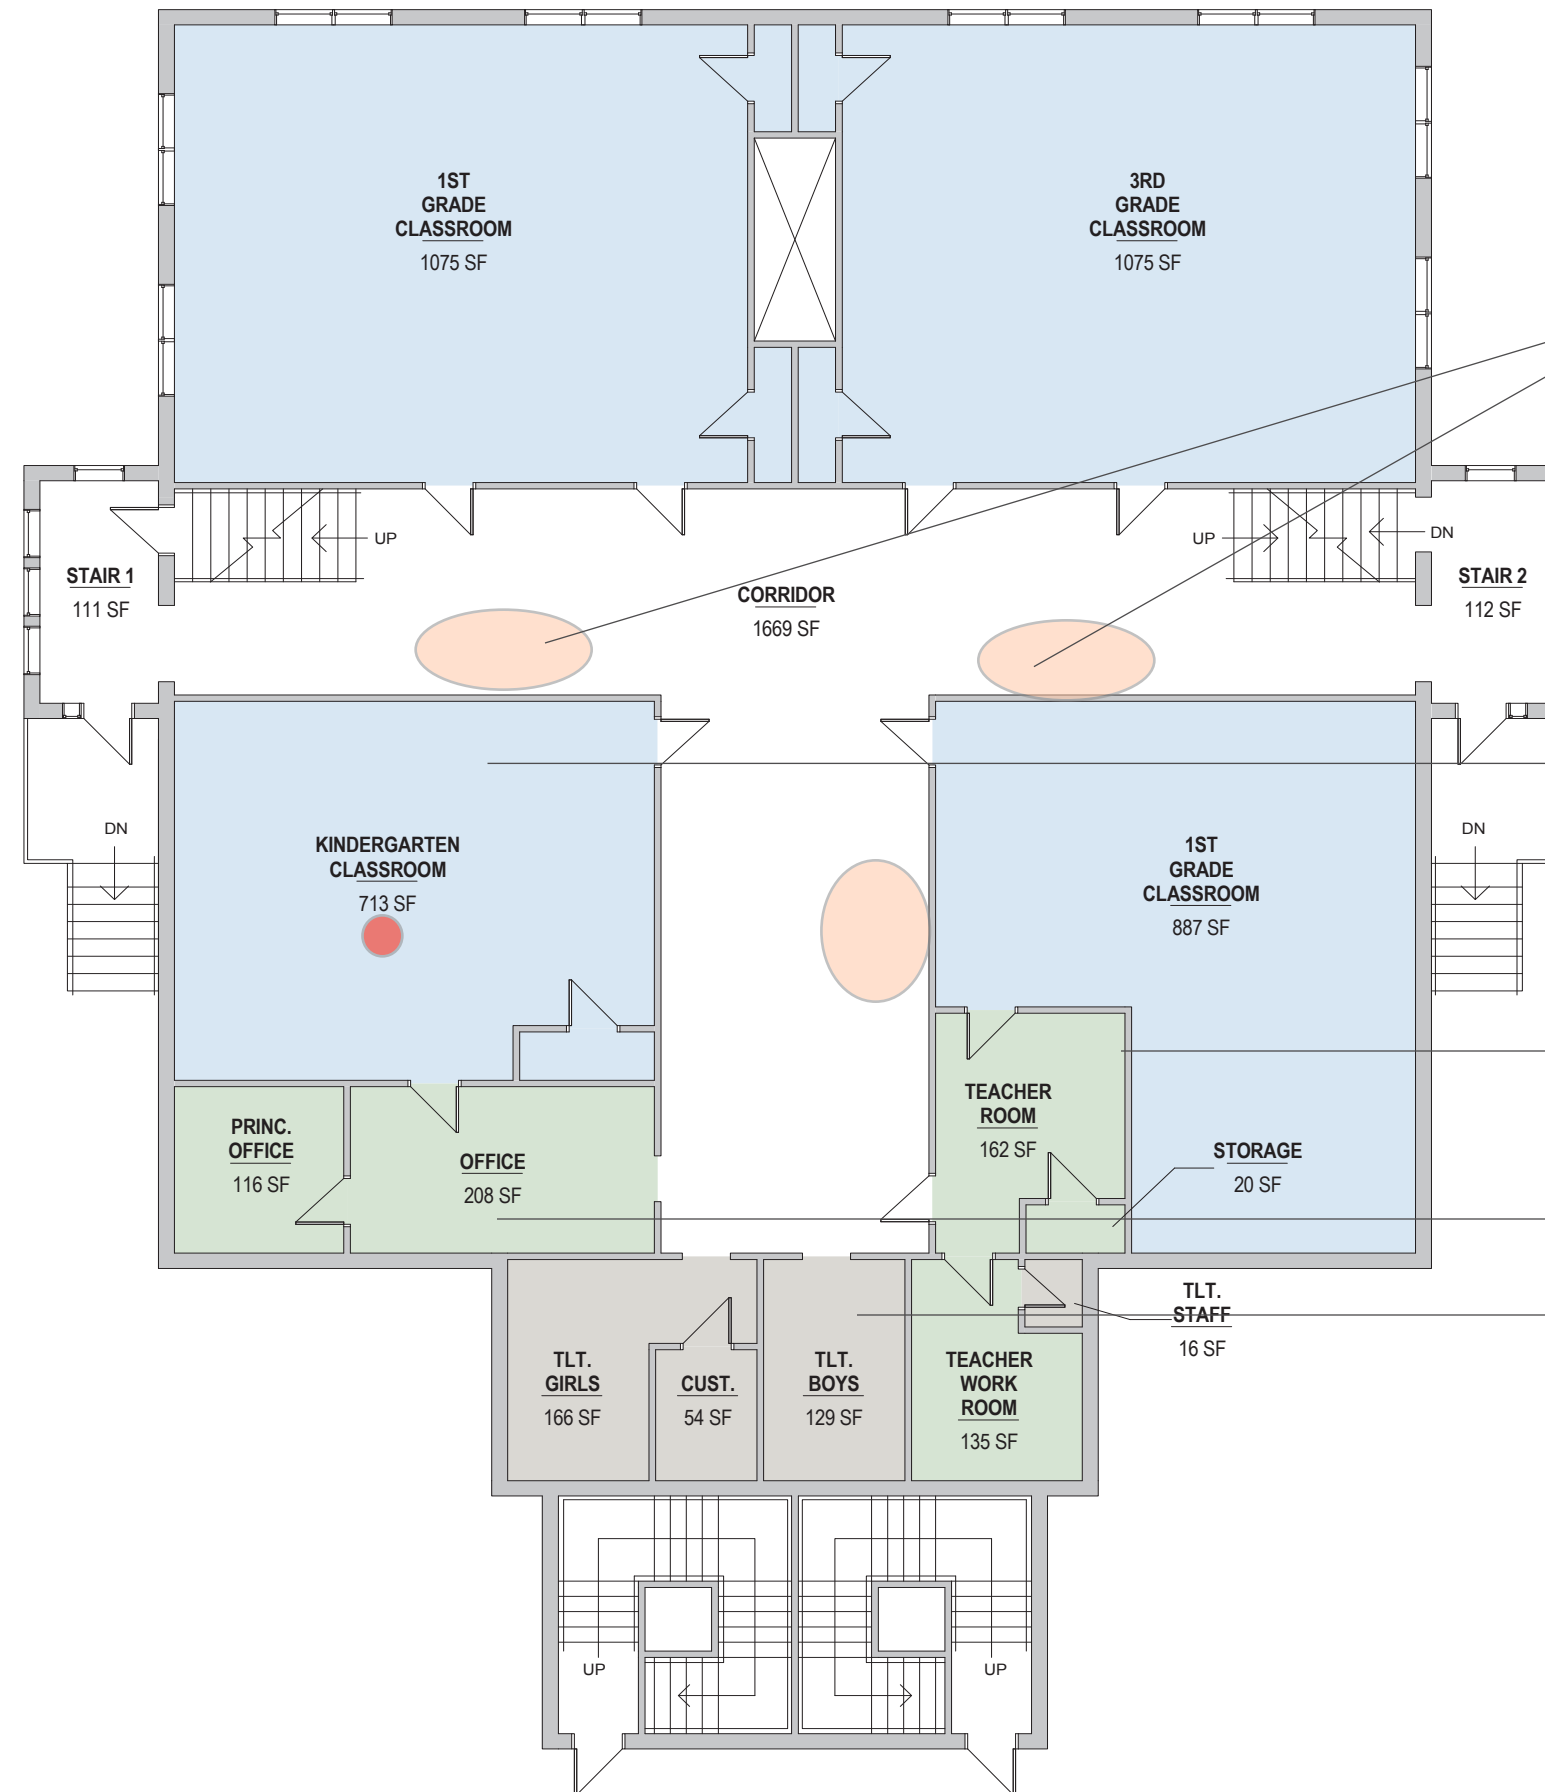 1ST
GRADE
CLASSROOM
1075 SF
3RD
GRADE
CLASSROOM
1075 SF
UP
UP
DN
STAIR 1
111 SF
CORRIDOR
1669 SF
STAIR 2
112 SF
DN
KINDERGARTEN
CLASSROOM
713 SF
1ST
GRADE
CLASSROOM
887 SF
DN
PRINC.
OFFICE
116 SF
OFFICE
208 SF
TEACHER
ROOM
162 SF
STORAGE
20 SF
TLT.
STAFF
16 SF
TLT.
GIRLS
166 SF
CUST.
54 SF
TLT.
BOYS
129 SF
TEACHER
WORK
ROOM
135 SF
UP
UP